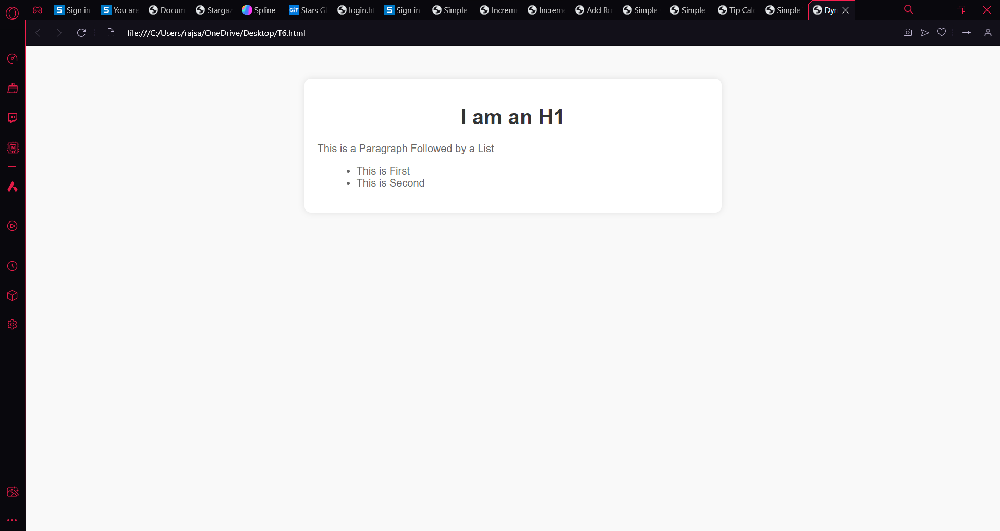 Sign in
You are
Docum
Stargaz
Spline
GIF Stars G
login.ht
Sign in
Simple
Increm
Increm
Add Ro
Simple
Simple
Tip Cal
Simple
Dyn
file:///C:/Users/rajsa/OneDrive/Desktop/T6.html
I am an H1
This is a Paragraph Followed by a List
• This is First
• This is Second